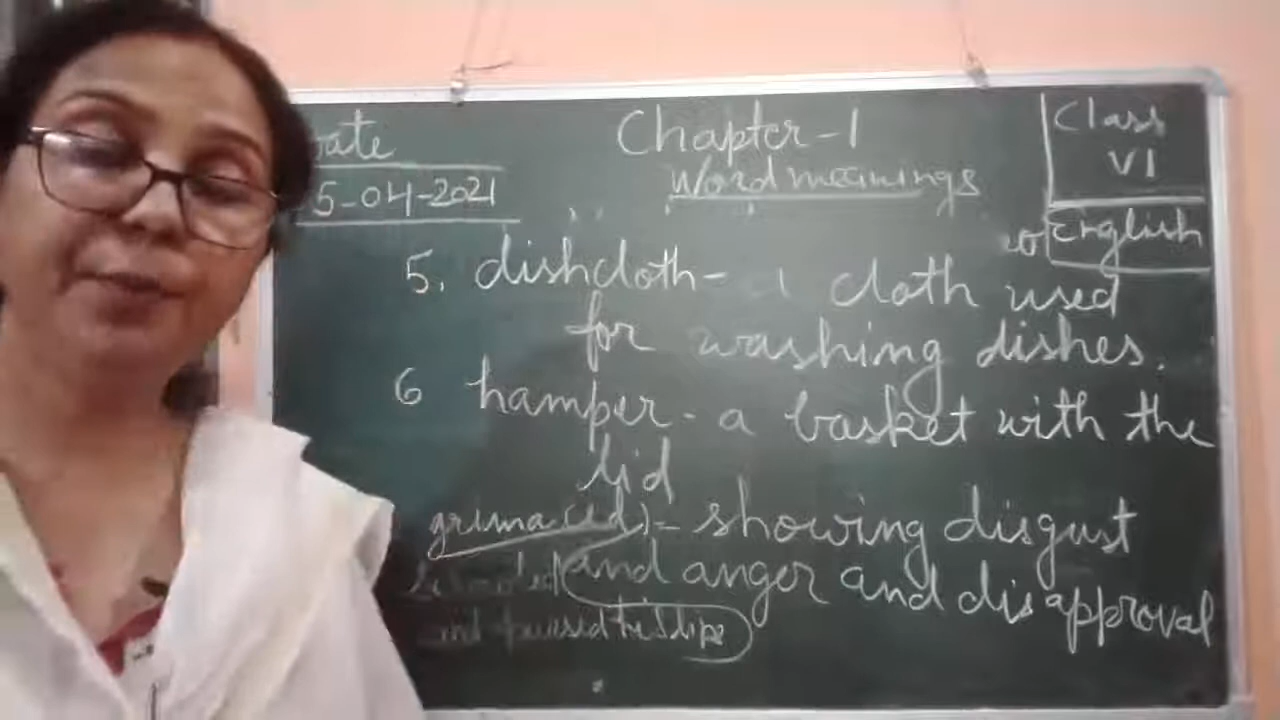 ate
5-04-2021
Chapter-1
Word meanings
Class
VI
English
5. dishcloth - a cloth used
for washing dishes.
6 hamper - a basket with the
lid
grimaced - showing disgust
and anger and disapproval
and pursed his lips